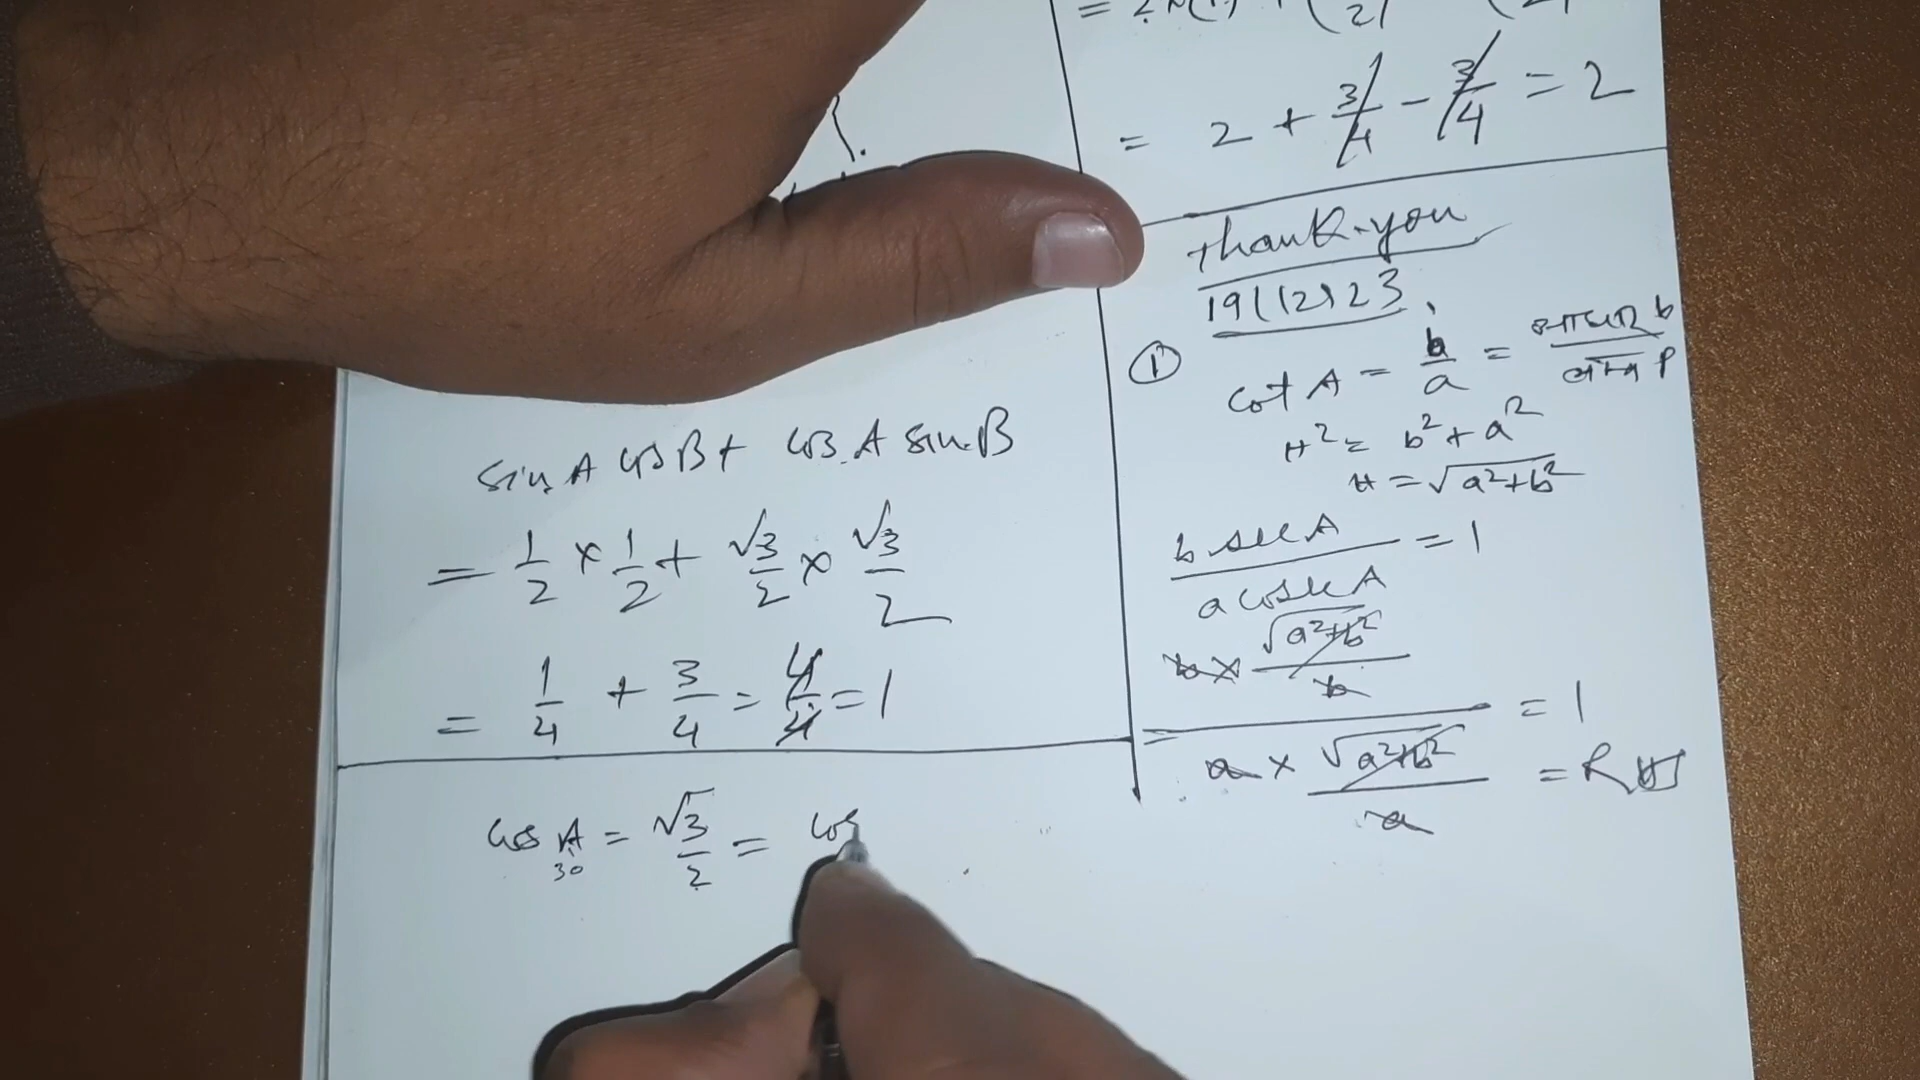 = 2 + 3/4 - 3/4 = 2
Thank-you
19/12/23
sin A cos B + cos A sin B
= 1/2 × 1/2 + √3/2 × √3/2
= 1/4 + 3/4 = 4/4 = 1
cos A = √3/2 = cos
30
① cot A = b/a = आधार b / लम्ब P
H² = b² + a²
H = √a²+b²
b sec A / a cosec A = 1
b × √a²+b² / b
= = 1
a × √a²+b² / a = RHS